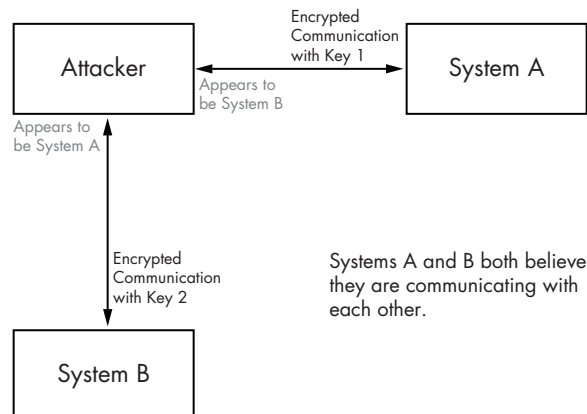 Encrypted
Communication
with Key 1
Attacker
System A
Appears to
be System B
Appears to
be System A
Encrypted
Communication
with Key 2
Systems A and B both believe
they are communicating with
each other.
System B